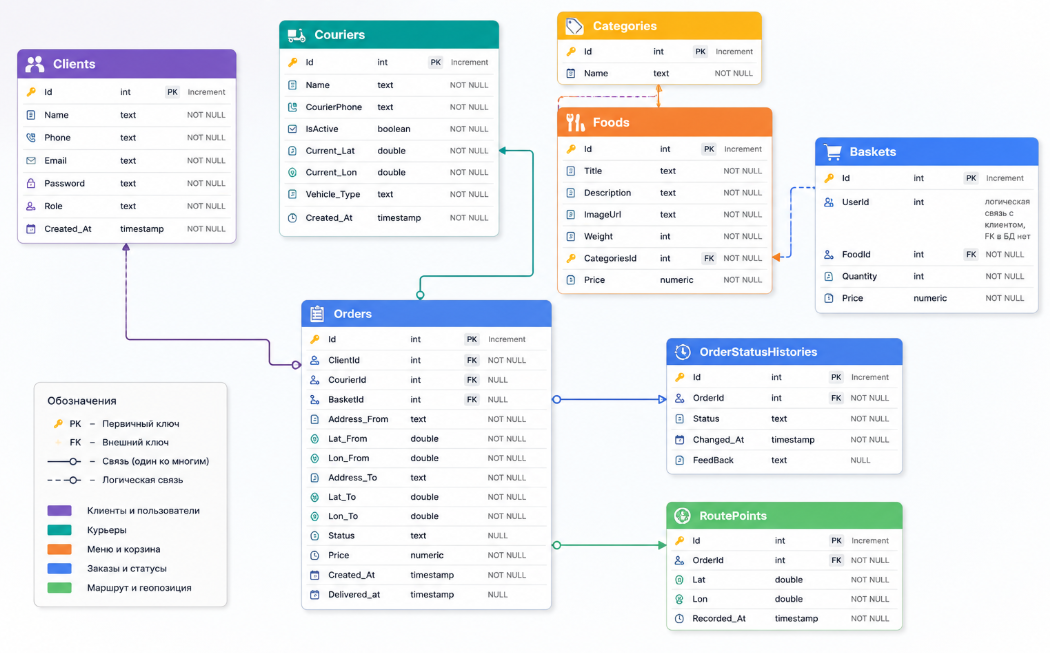 Clients
Id int PK Increment
Name text NOT NULL
Phone text NOT NULL
Email text NOT NULL
Password text NOT NULL
Role text NOT NULL
Created_At timestamp NOT NULL
Couriers
Id int PK Increment
Name text NOT NULL
CourierPhone text NOT NULL
IsActive boolean NOT NULL
Current_Lat double NOT NULL
Current_Lon double NOT NULL
Vehicle_Type text NOT NULL
Created_At timestamp NOT NULL
Categories
Id int PK Increment
Name text NOT NULL
Foods
Id int PK Increment
Title text NOT NULL
Description text NOT NULL
ImageUrl text NOT NULL
Weight int NOT NULL
CategoriesId int FK NOT NULL
Price numeric NOT NULL
Baskets
Id int PK Increment
UserId int логическая
связь с
клиентом,
FK в БД нет
FoodId int FK NOT NULL
Quantity int NOT NULL
Price numeric NOT NULL
Orders
Id int PK Increment
ClientId int FK NOT NULL
CourierId int FK NULL
BasketId int FK NULL
Address_From text NOT NULL
Lat_From double NOT NULL
Lon_From double NOT NULL
Address_To text NOT NULL
Lat_To double NOT NULL
Lon_To double NOT NULL
Status text NULL
Price numeric NOT NULL
Created_At timestamp NOT NULL
Delivered_at timestamp NULL
OrderStatusHistories
Id int PK Increment
OrderId int FK NOT NULL
Status text NOT NULL
Changed_At timestamp NOT NULL
FeedBack text NULL
RoutePoints
Id int PK Increment
OrderId int FK NOT NULL
Lat double NOT NULL
Lon double NOT NULL
Recorded_At timestamp NOT NULL
Обозначения
PK – Первичный ключ
FK – Внешний ключ
– Связь (один ко многим)
– Логическая связь
Клиенты и пользователи
Курьеры
Меню и корзина
Заказы и статусы
Маршрут и геопозиция